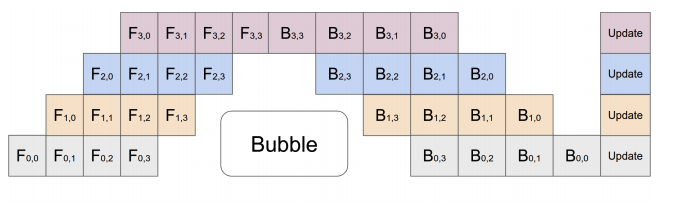 F3,0 F3,1 F3,2 F3,3 B3,3 B3,2 B3,1 B3,0 Update
F2,0 F2,1 F2,2 F2,3 B2,3 B2,2 B2,1 B2,0 Update
F1,0 F1,1 F1,2 F1,3 B1,3 B1,2 B1,1 B1,0 Update
Bubble
F0,0 F0,1 F0,2 F0,3 B0,3 B0,2 B0,1 B0,0 Update